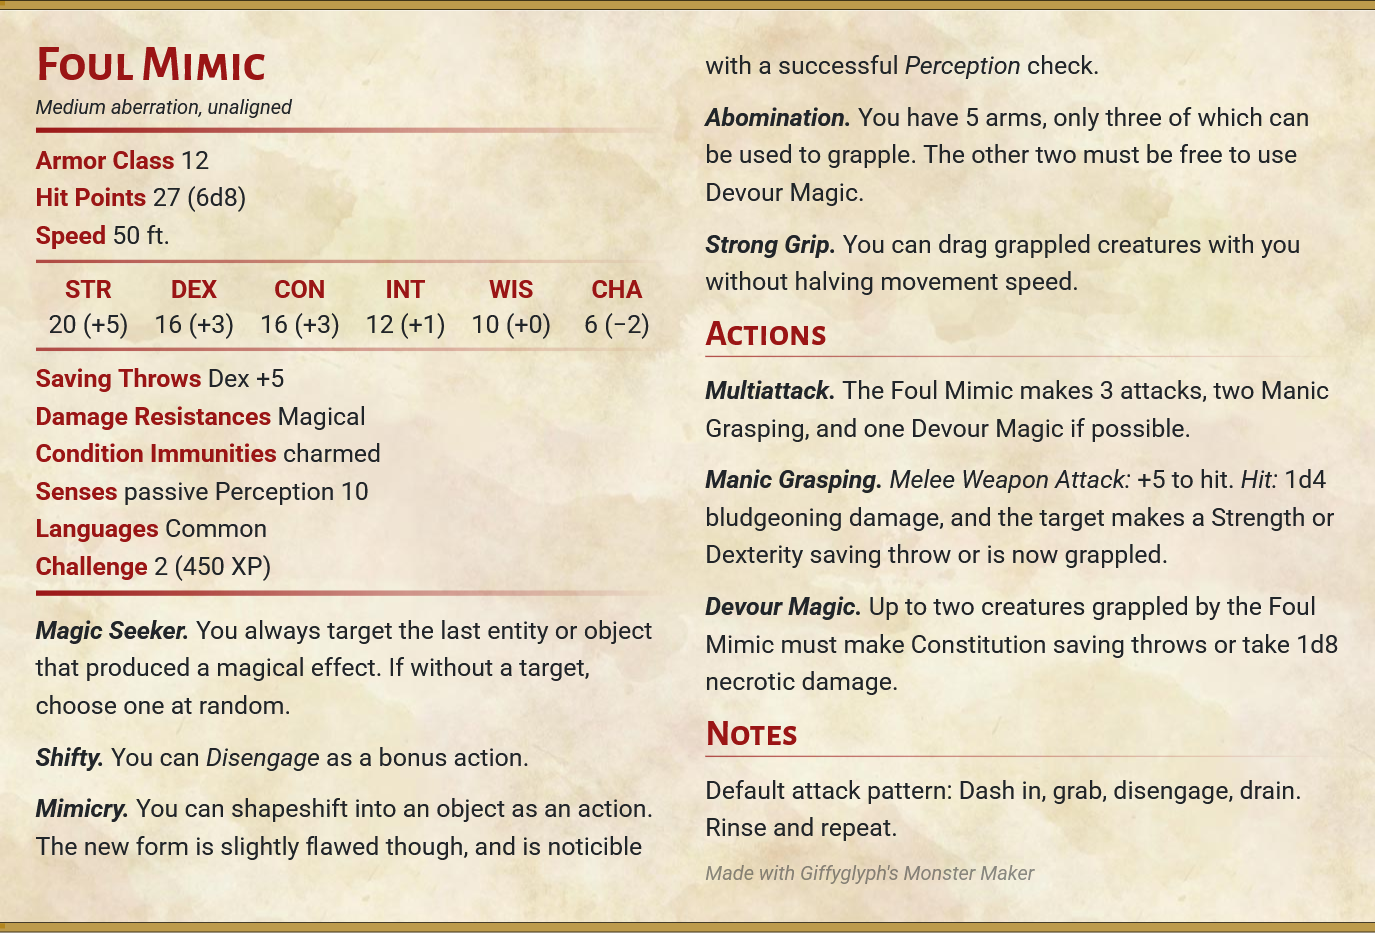 Foul Mimic
Medium aberration, unaligned
Armor Class 12
Hit Points 27 (6d8)
Speed 50 ft.
STR DEX CON INT WIS CHA
20 (+5) 16 (+3) 16 (+3) 12 (+1) 10 (+0) 6 (−2)
Saving Throws Dex +5
Damage Resistances Magical
Condition Immunities charmed
Senses passive Perception 10
Languages Common
Challenge 2 (450 XP)
Magic Seeker. You always target the last entity or object
that produced a magical effect. If without a target,
choose one at random.
Shifty. You can Disengage as a bonus action.
Mimicry. You can shapeshift into an object as an action.
The new form is slightly flawed though, and is noticible
with a successful Perception check.
Abomination. You have 5 arms, only three of which can
be used to grapple. The other two must be free to use
Devour Magic.
Strong Grip. You can drag grappled creatures with you
without halving movement speed.
Actions
Multiattack. The Foul Mimic makes 3 attacks, two Manic
Grasping, and one Devour Magic if possible.
Manic Grasping. Melee Weapon Attack: +5 to hit. Hit: 1d4
bludgeoning damage, and the target makes a Strength or
Dexterity saving throw or is now grappled.
Devour Magic. Up to two creatures grappled by the Foul
Mimic must make Constitution saving throws or take 1d8
necrotic damage.
Notes
Default attack pattern: Dash in, grab, disengage, drain.
Rinse and repeat.
Made with Giffyglyph's Monster Maker